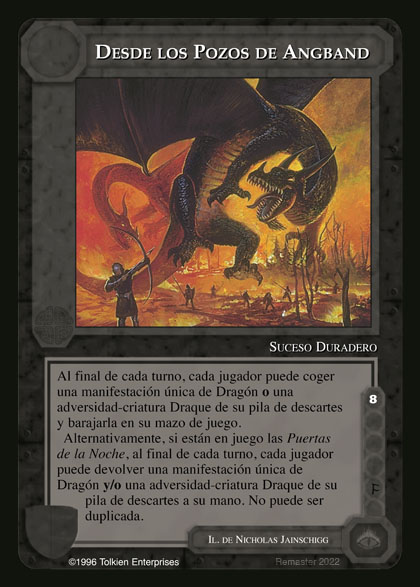 Desde los Pozos de Angband
Suceso Duradero
Al final de cada turno, cada jugador puede coger
una manifestación única de Dragón o una
adversidad-criatura Draque de su pila de descartes
y barajarla en su mazo de juego.
Alternativamente, si están en juego las Puertas
de la Noche, al final de cada turno, cada jugador
puede devolver una manifestación única de
Dragón y/o una adversidad-criatura Draque de su
pila de descartes a su mano. No puede ser
duplicada.
8
F
Il. de Nicholas Jainschigg
©1996 Tolkien Enterprises
Remaster 2022